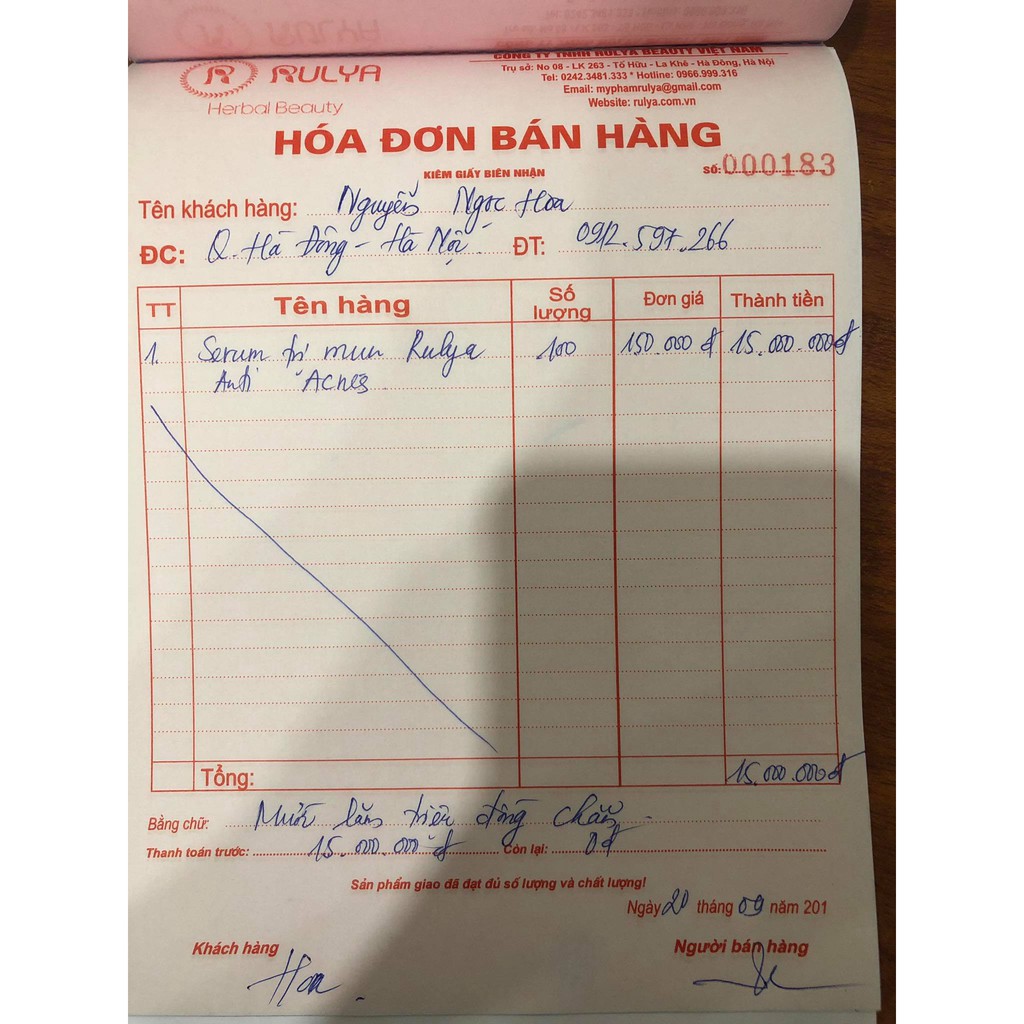 RULYA
Herbal Beauty
CÔNG TY TNHH RULYA BEAUTY VIỆT NAM
Trụ sở: No 08 - LK 263 - Tố Hữu - La Khê - Hà Đông, Hà Nội
Tel: 0242.3481.333 * Hotline: 0966.999.316
Email: myphamrulya@gmail.com
Website: rulya.com.vn
HÓA ĐƠN BÁN HÀNG
KIÊM GIẤY BIÊN NHẬN
SỐ: 000183
Tên khách hàng: Nguyễn Ngọc Hoa
ĐC: Q. Hà Đông - Hà Nội ĐT: 0912.597.266
TT Tên hàng Số lượng Đơn giá Thành tiền
1. Serum trị mụn Rulya 100 150.000 đ 15.000.000đ
Anti Acnes
Tổng: 15.000.000đ
Bằng chữ: Mười lăm triệu đồng chẵn.
Thanh toán trước: 15.000.000 đ Còn lại: 0đ
Sản phẩm giao đã đạt đủ số lượng và chất lượng!
Ngày 20 tháng 09 năm 201
Khách hàng Người bán hàng
Hoa